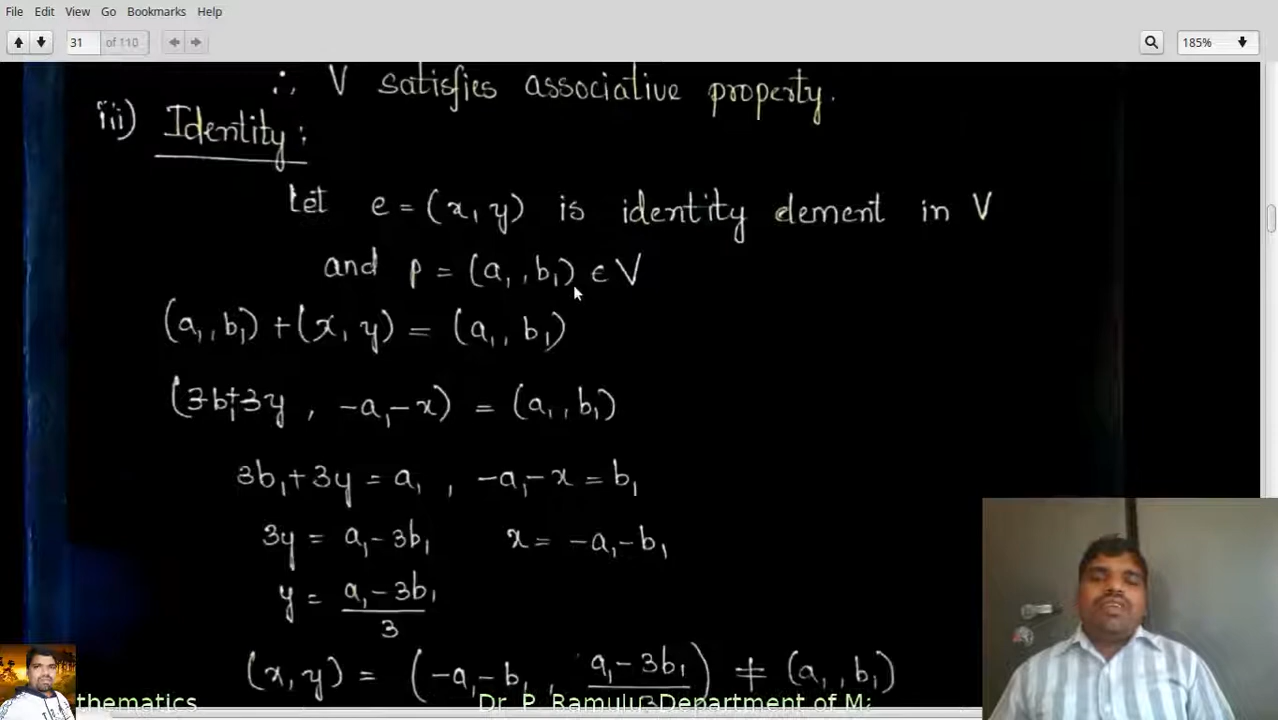 File Edit View Go Bookmarks Help
31 of 110 185%
∴ V satisfies associative property.
iii) Identity :
Let e = (x, y) is identity element in V
and p = (a₁, b₁) ∈ V
(a₁, b₁) + (x, y) = (a₁, b₁)
(3b₁+3y , -a₁-x) = (a₁, b₁)
3b₁+3y = a₁ , -a₁-x = b₁
3y = a₁-3b₁ x = -a₁-b₁
y = a₁-3b₁ / 3
(x, y) = (-a₁-b₁, a₁-3b₁ / 3) ≠ (a₁, b₁)
thematics Dr. P. Ramulu, Department of Ma